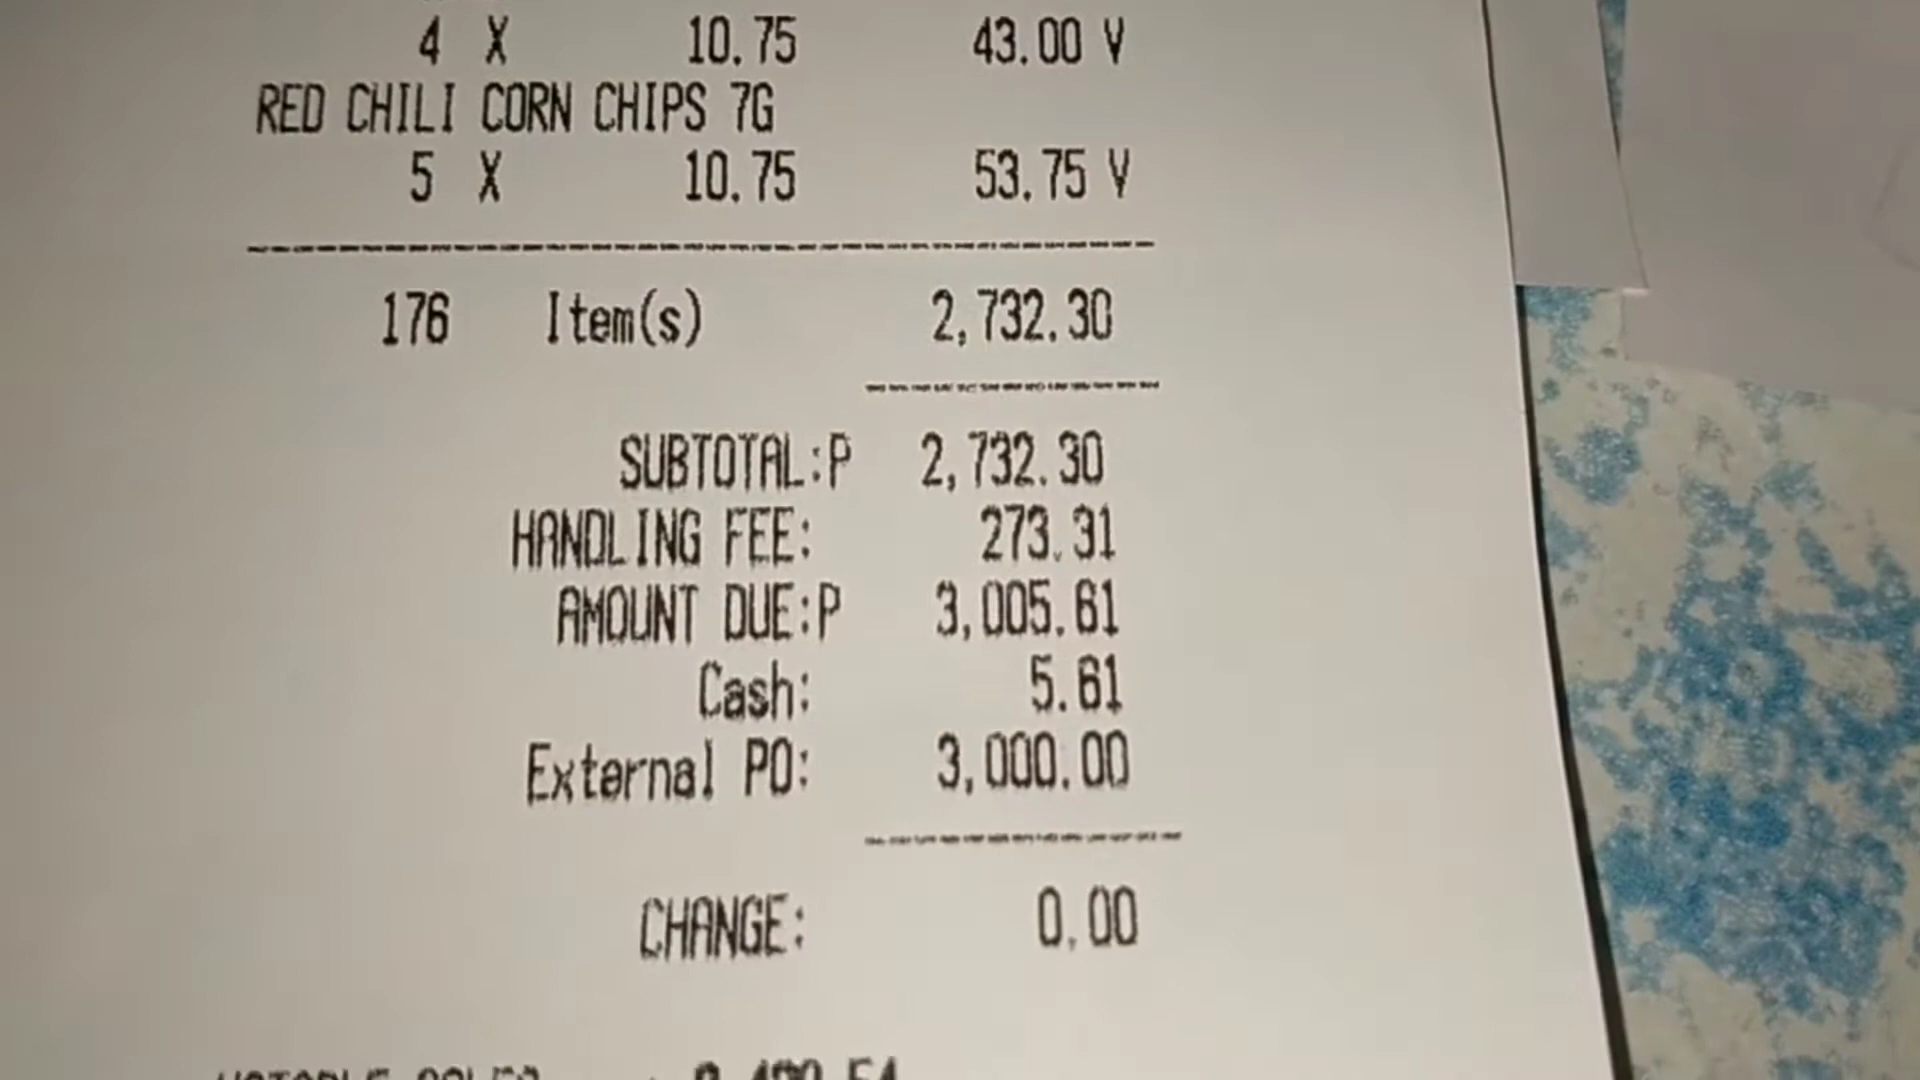 4 X 10.75 43.00 V
RED CHILI CORN CHIPS 7G
5 X 10.75 53.75 V
176 Item(s) 2,732.30
SUBTOTAL:P 2,732.30
HANDLING FEE: 273.31
AMOUNT DUE:P 3,005.61
Cash: 5.61
External PO: 3,000.00
CHANGE: 0.00